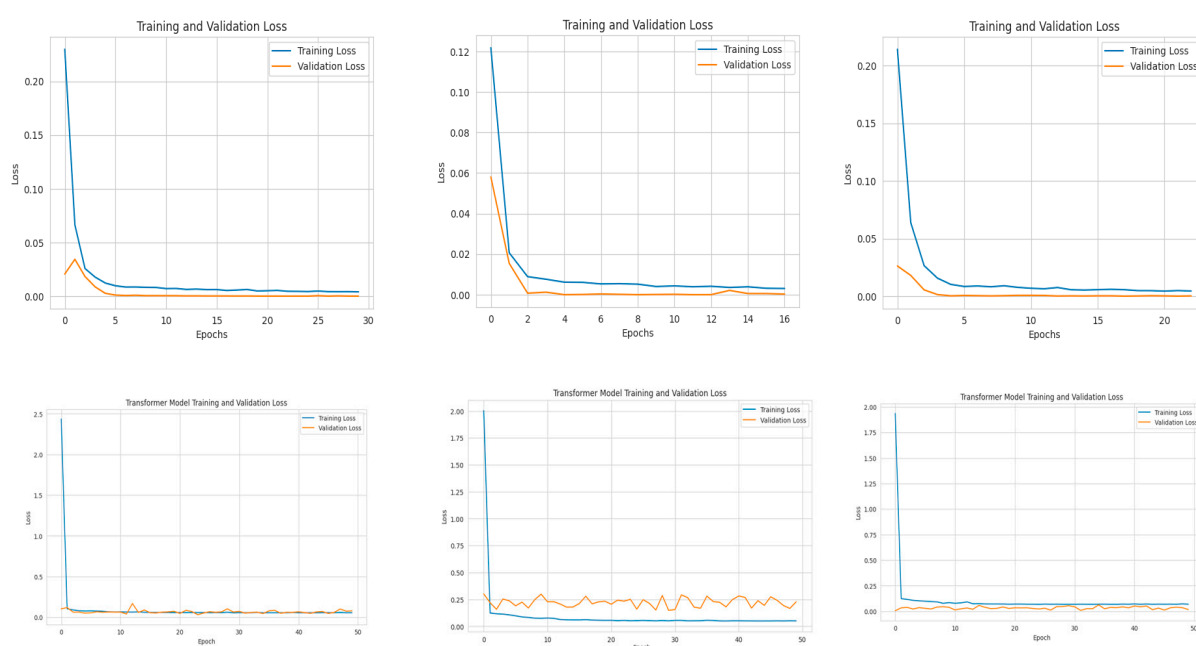 Training and Validation Loss
Training Loss
Validation Loss
0.20
0.15
0.10
0.05
0.00
Loss
0 5 10 15 20 25 30
Epochs
Training and Validation Loss
Training Loss
Validation Loss
0.12
0.10
0.08
0.06
0.04
0.02
0.00
Loss
0 2 4 6 8 10 12 14 16
Epochs
Training and Validation Loss
Training Loss
Validation Loss
0.20
0.15
0.10
0.05
0.00
Loss
0 5 10 15 20
Epochs
Transformer Model Training and Validation Loss
Training Loss
Validation Loss
2.5
2.0
1.5
1.0
0.5
0.0
Loss
0 10 20 30 40 50
Epoch
Transformer Model Training and Validation Loss
Training Loss
Validation Loss
2.00
1.75
1.50
1.25
1.00
0.75
0.50
0.25
0.00
Loss
0 10 20 30 40 50
Epoch
Transformer Model Training and Validation Loss
Training Loss
Validation Loss
2.00
1.75
1.50
1.25
1.00
0.75
0.50
0.25
0.00
Loss
0 10 20 30 40 50
Epoch